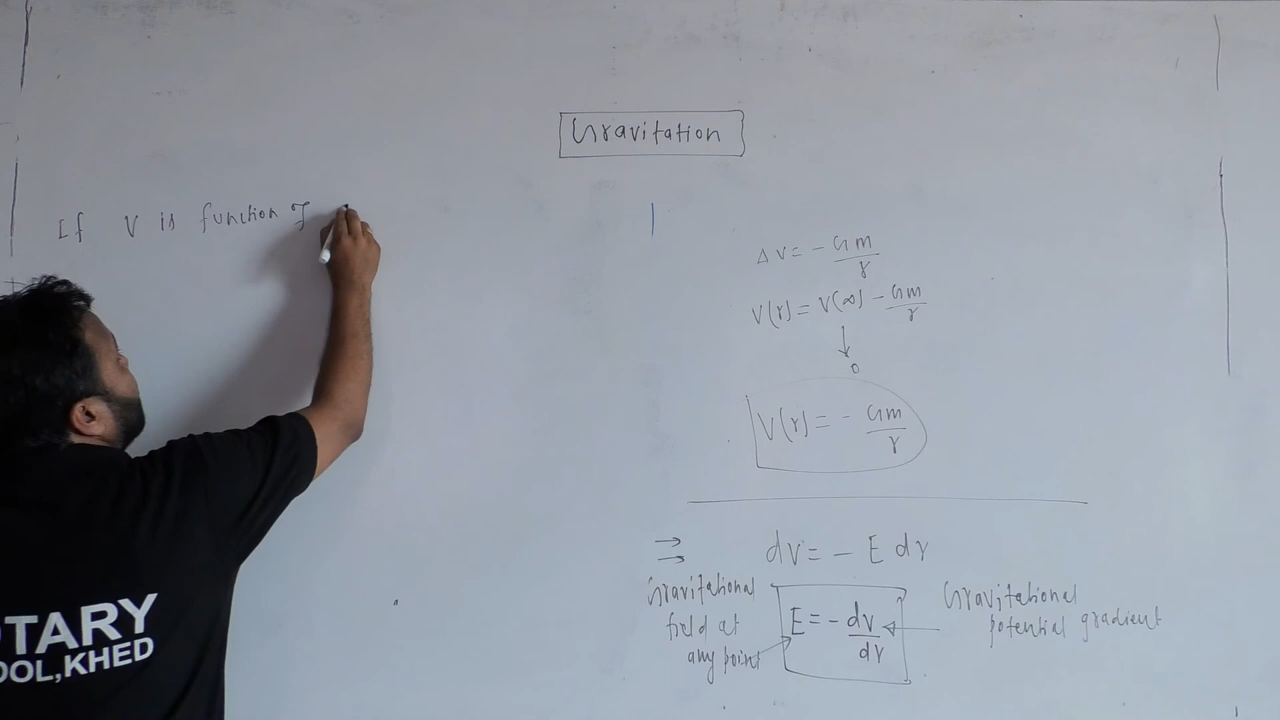 Gravitation
If V is function of
ΔV = - Gm/r
V(r) = V(∞) - Gm/r
↓
0
V(r) = - Gm/r
→ dV = - E dr
→
Gravitational field at any point
E = - dV/dr
← Gravitational potential gradient
OTARY
OOL, KHED